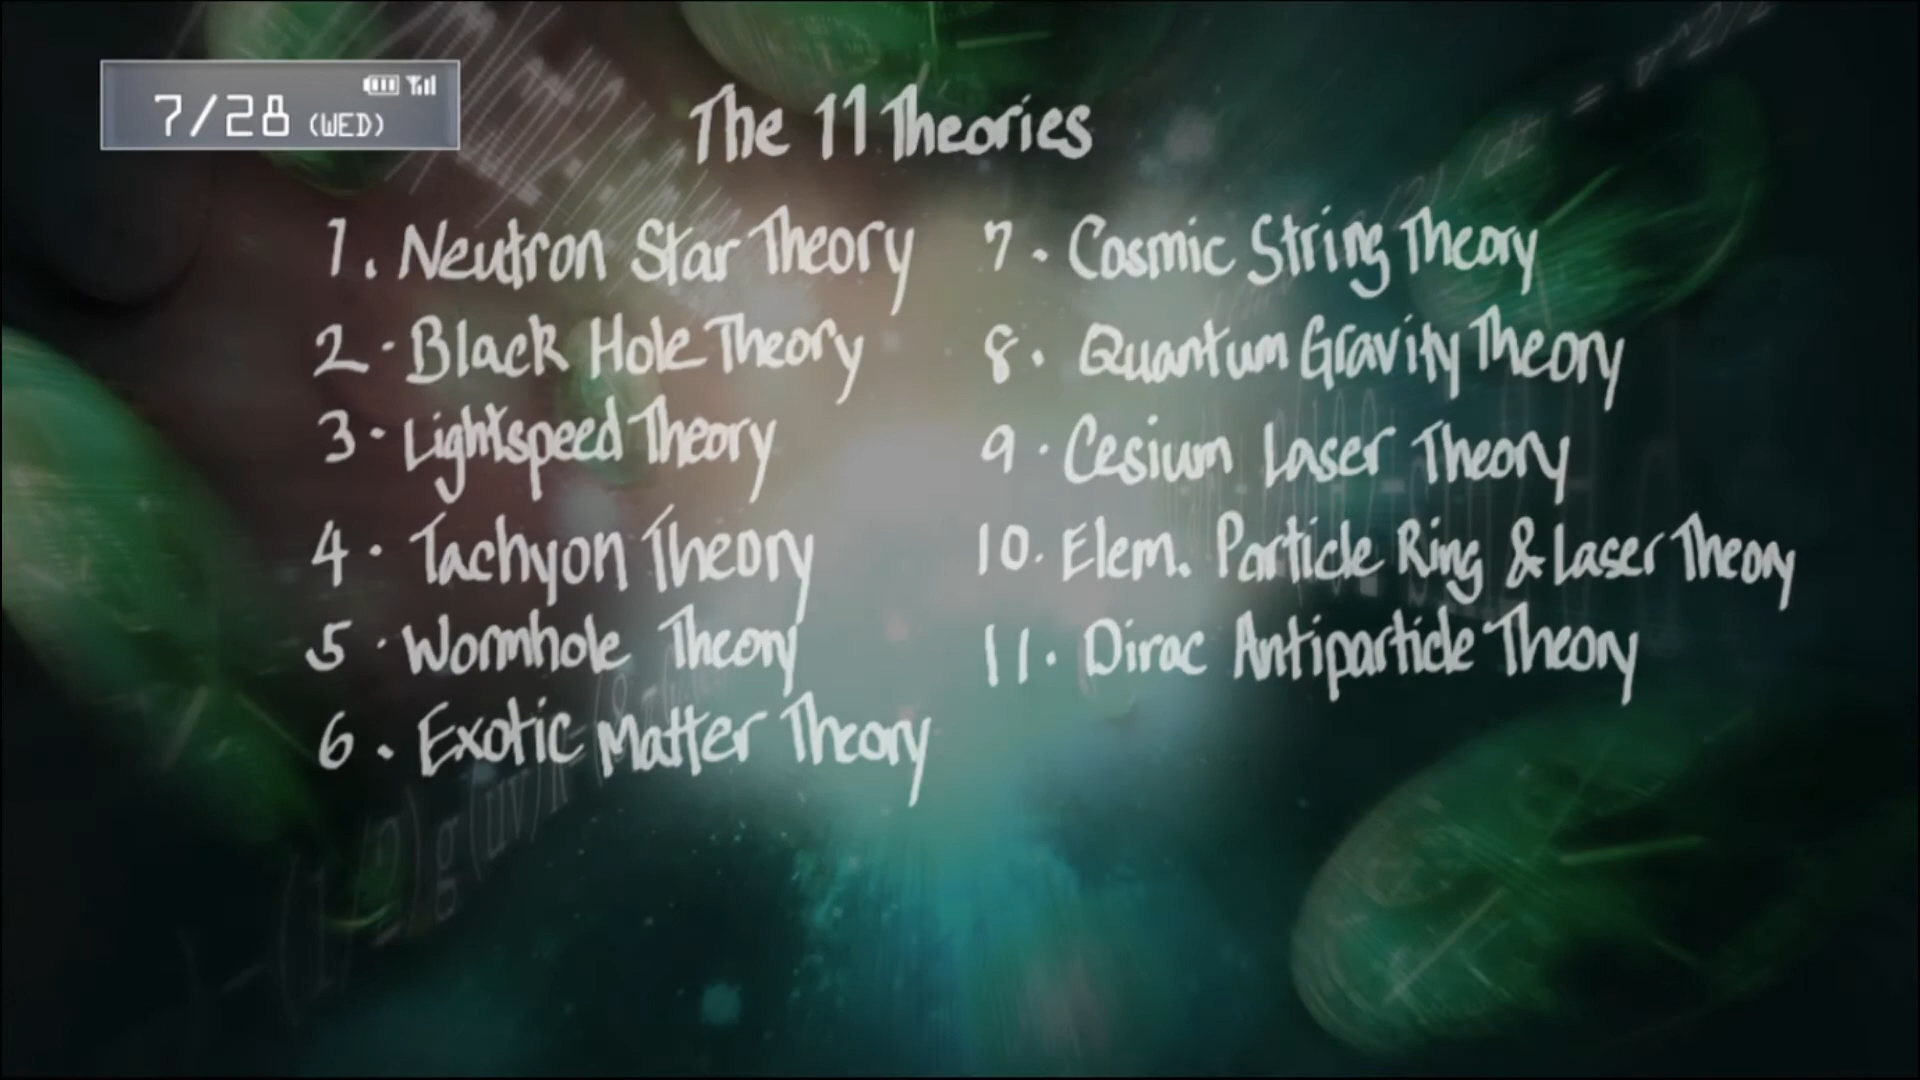 7/28 (WED)
The 11 Theories
1. Neutron Star Theory
2. Black Hole Theory
3. Lightspeed Theory
4. Tachyon Theory
5. Wormhole Theory
6. Exotic Matter Theory
7. Cosmic String Theory
8. Quantum Gravity Theory
9. Cesium Laser Theory
10. Elem. Particle Ring & Laser Theory
11. Dirac Antiparticle Theory